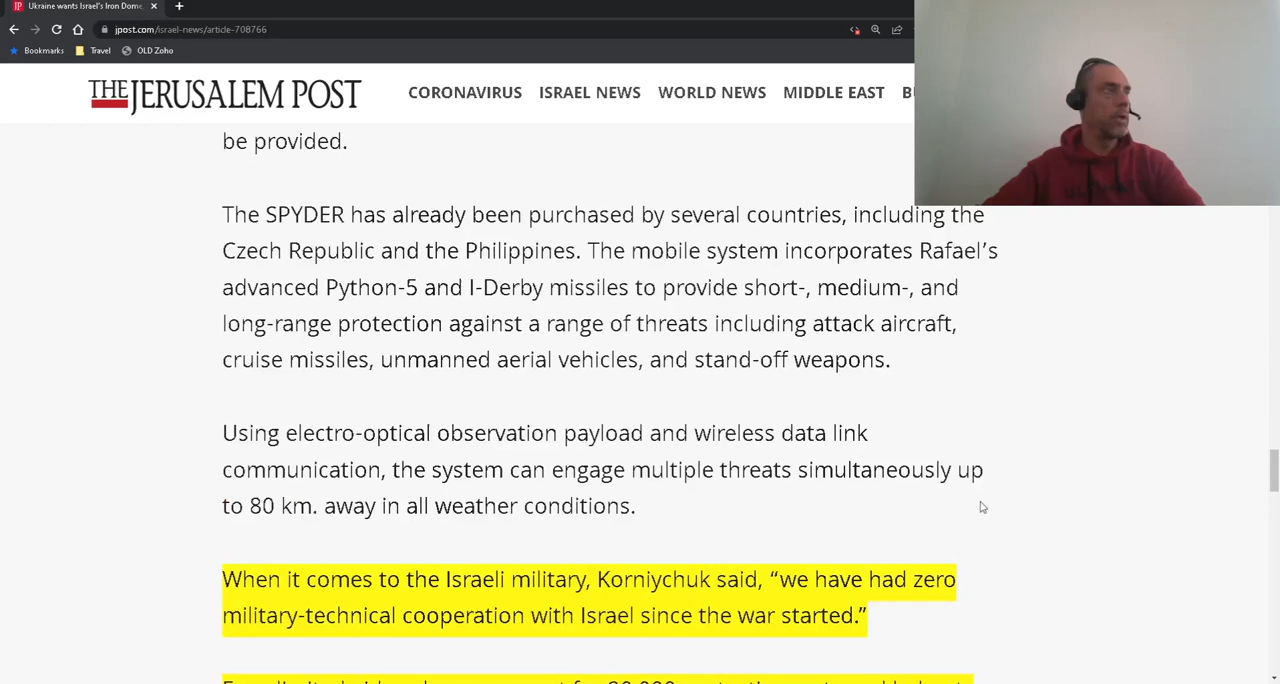 Ukraine wants Israel's Iron Dome
jpost.com/israel-news/article-708766
Bookmarks Travel OLD Zoho
THE JERUSALEM POST CORONAVIRUS ISRAEL NEWS WORLD NEWS MIDDLE EAST
be provided.
The SPYDER has already been purchased by several countries, including the
Czech Republic and the Philippines. The mobile system incorporates Rafael's
advanced Python-5 and I-Derby missiles to provide short-, medium-, and
long-range protection against a range of threats including attack aircraft,
cruise missiles, unmanned aerial vehicles, and stand-off weapons.
Using electro-optical observation payload and wireless data link
communication, the system can engage multiple threats simultaneously up
to 80 km. away in all weather conditions.
When it comes to the Israeli military, Korniychuk said, “we have had zero
military-technical cooperation with Israel since the war started.”